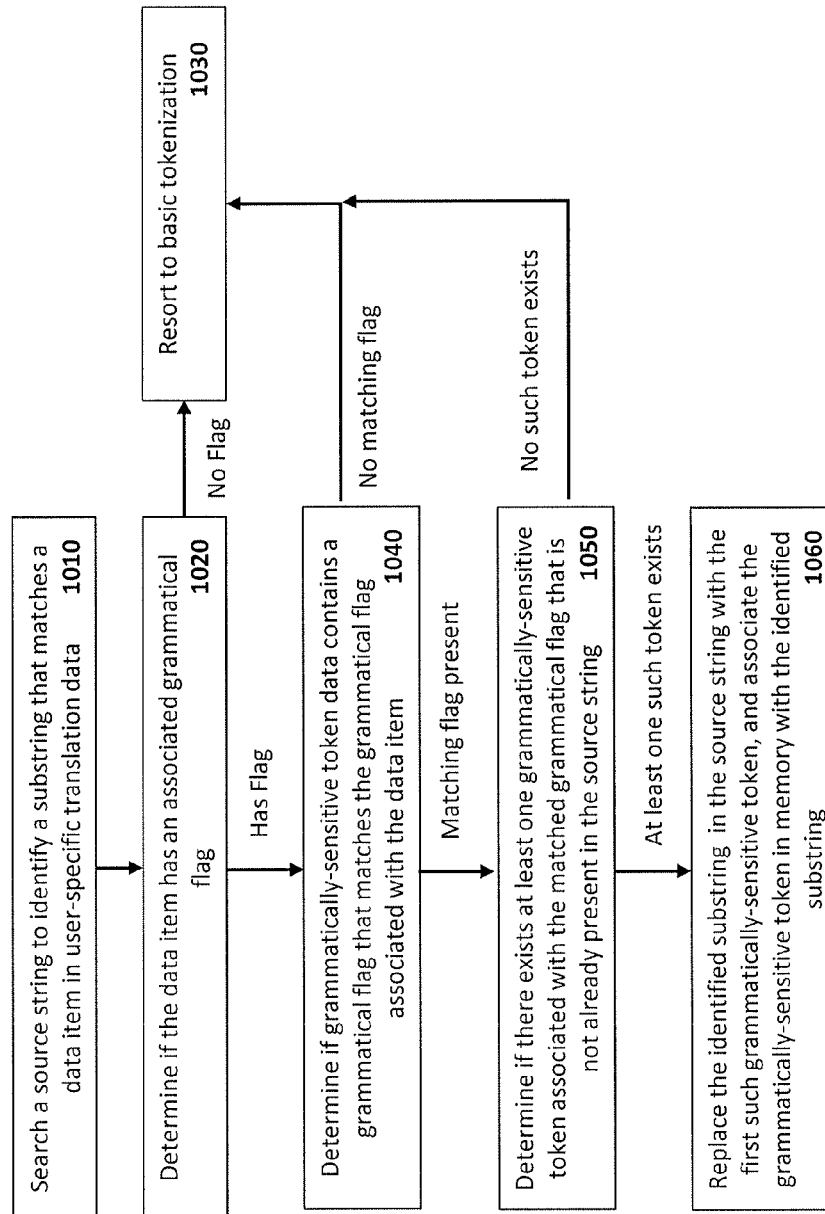 Search a source string to identify a substring that matches a
data item in user-specific translation data
1010
Determine if the data item has an associated grammatical
flag
1020
No Flag
Resort to basic tokenization
1030
Has Flag
Determine if grammatically-sensitive token data contains a
grammatical flag that matches the grammatical flag
associated with the data item
1040
No matching flag
Matching flag present
Determine if there exists at least one grammatically-sensitive
token associated with the matched grammatical flag that is
not already present in the source string
1050
No such token exists
At least one such token exists
Replace the identified substring in the source string with the
first such grammatically-sensitive token, and associate the
grammatically-sensitive token in memory with the identified
substring
1060